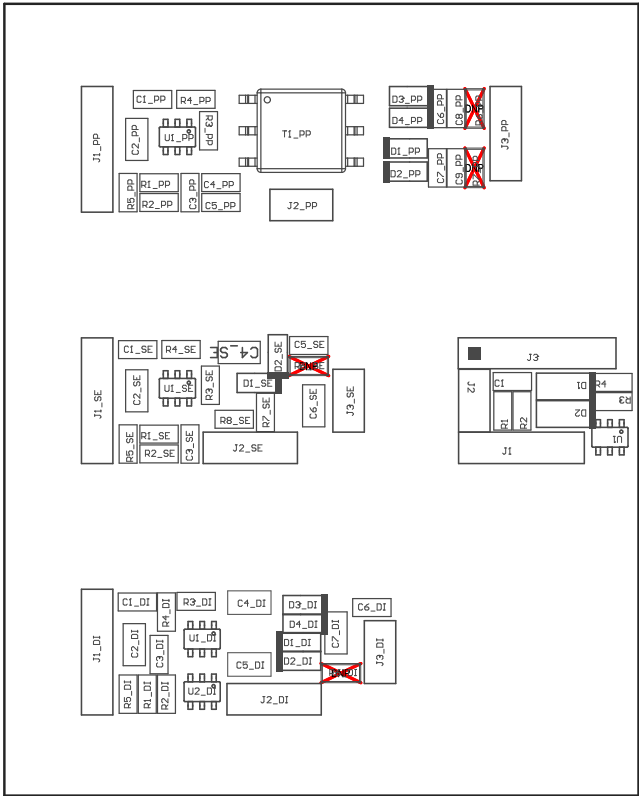 C1_PP
R4_PP
J1_PP
C2_PP
U1_PP
R3_PP
T1_PP
D3_PP
D4_PP
C6_PP
C8_PP
DNP
J3_PP
D1_PP
D2_PP
C7_PP
C9_PP
DNP
R5_PP
R1_PP
R2_PP
C3_PP
C4_PP
C5_PP
J2_PP
C1_SE
R4_SE
C4_SE
D2_SE
C5_SE
DNP
J1_SE
C2_SE
U1_SE
R3_SE
D1_SE
R7_SE
C6_SE
J3_SE
R8_SE
R5_SE
R1_SE
R2_SE
C3_SE
J2_SE
J3
J2
C1
D1
R4
R3
R1
R2
D2
U1
J1
C1_DI
R4_DI
R3_DI
C4_DI
D3_DI
C6_DI
J1_DI
C2_DI
C3_DI
U1_DI
D4_DI
D1_DI
C7_DI
J3_DI
C5_DI
D2_DI
DNP
R5_DI
R1_DI
R2_DI
U2_DI
J2_DI